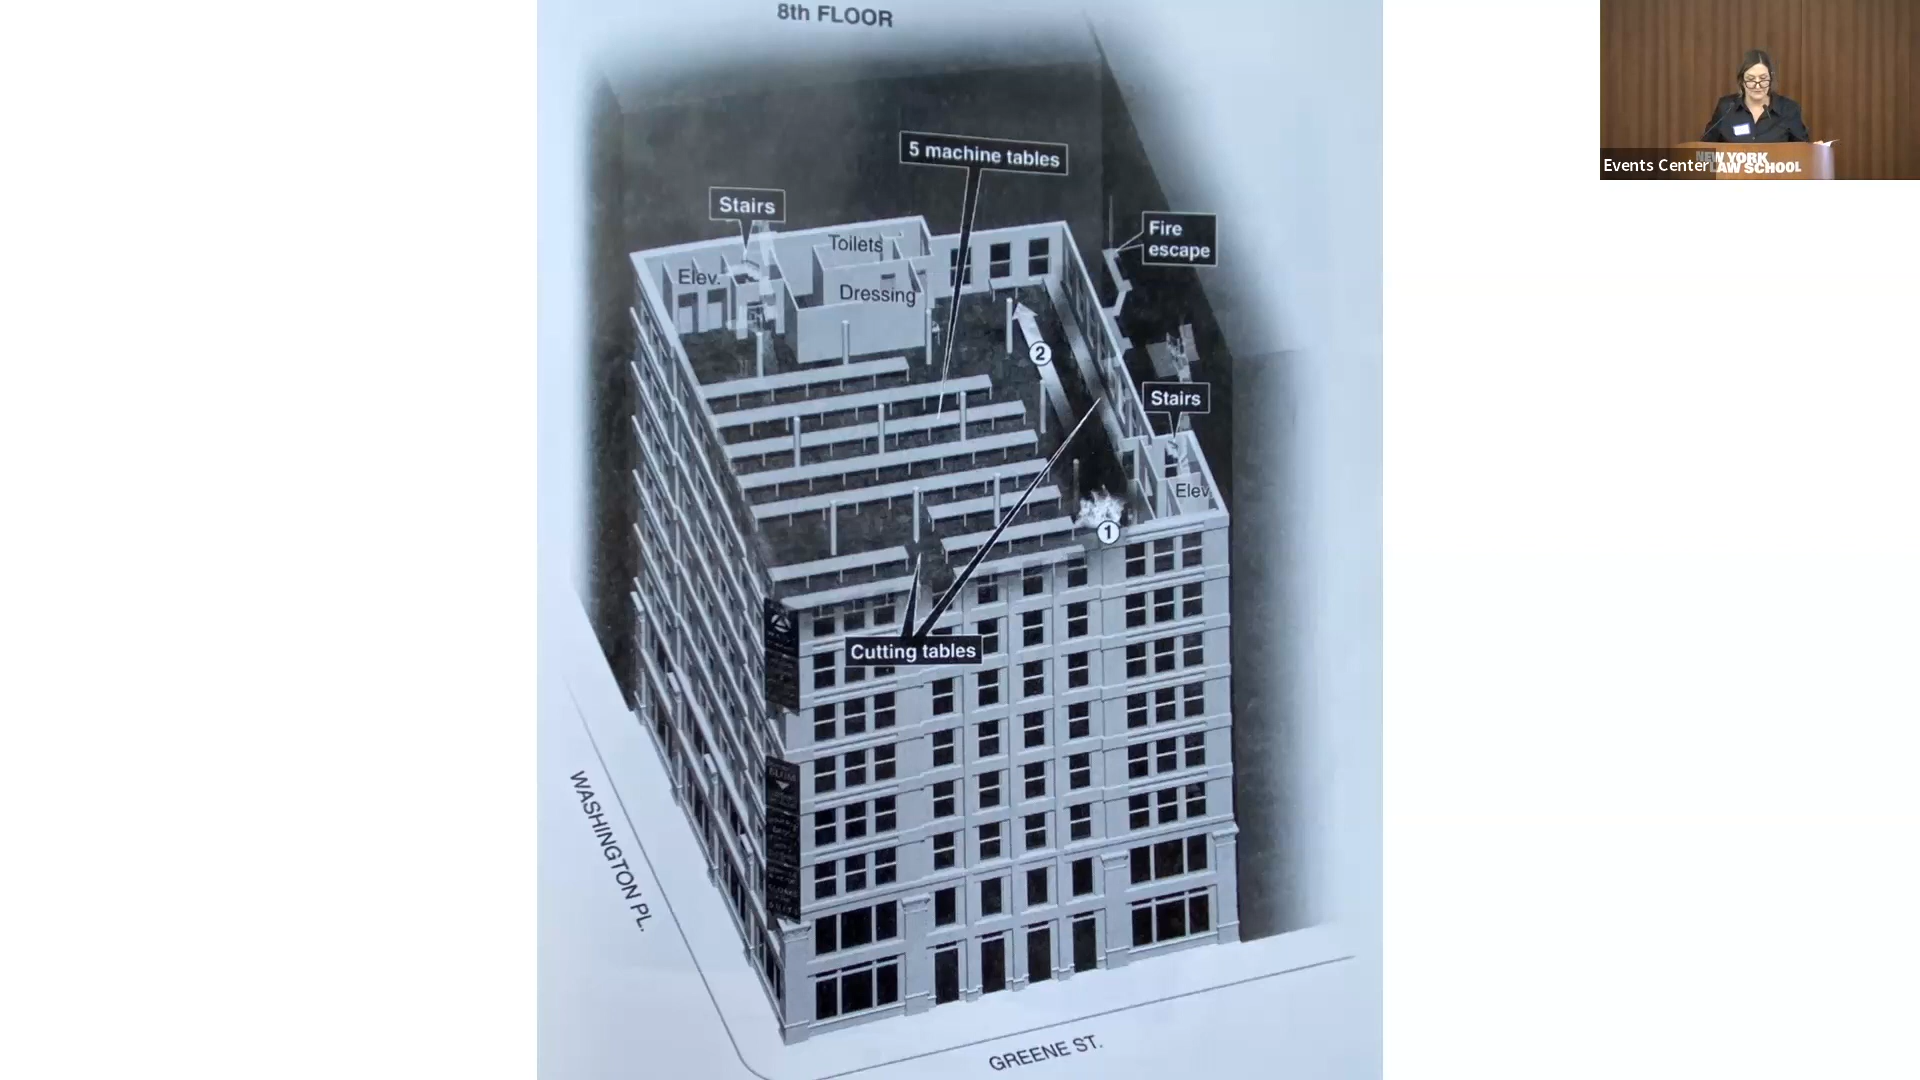 8th FLOOR
5 machine tables
Stairs
Toilets
Elev.
Dressing
Fire
escape
2
Stairs
Elev
1
Cutting tables
WASHINGTON PL.
GREENE ST.
NEW YORK
LAW SCHOOL
Events Center